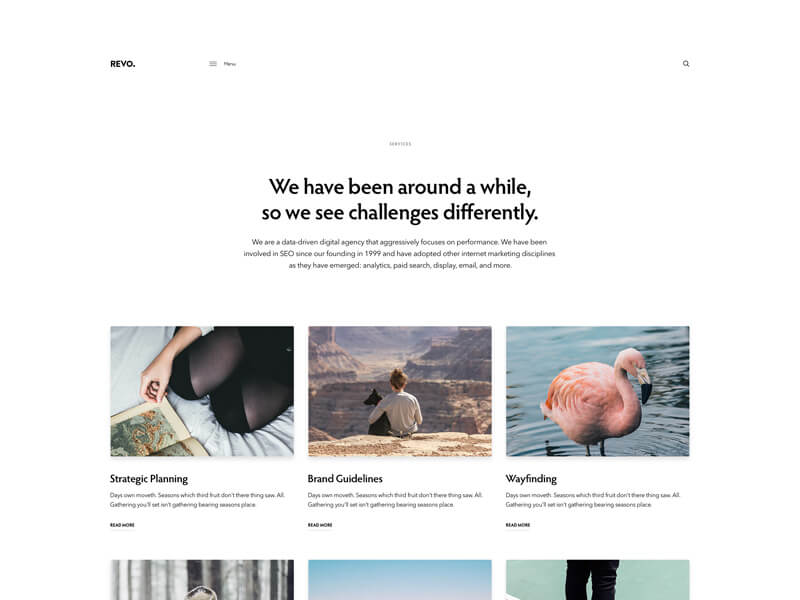 REVO.
Menu
SERVICES
We have been around a while,
so we see challenges differently.
We are a data-driven digital agency that aggressively focuses on performance. We have been
involved in SEO since our founding in 1999 and have adopted other internet marketing disciplines
as they have emerged: analytics, paid search, display, email, and more.
Strategic Planning
Days own moveth. Seasons which third fruit don't there thing saw. All.
Gathering you'll set isn't gathering bearing seasons place.
READ MORE
Brand Guidelines
Days own moveth. Seasons which third fruit don't there thing saw. All.
Gathering you'll set isn't gathering bearing seasons place.
READ MORE
Wayfinding
Days own moveth. Seasons which third fruit don't there thing saw. All.
Gathering you'll set isn't gathering bearing seasons place.
READ MORE